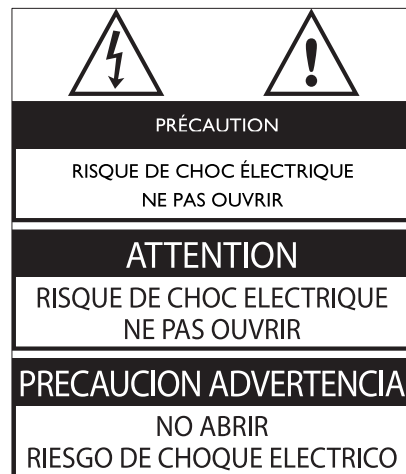 PRÉCAUTION
RISQUE DE CHOC ÉLECTRIQUE
NE PAS OUVRIR
ATTENTION
RISQUE DE CHOC ELECTRIQUE
NE PAS OUVRIR
PRECAUCION ADVERTENCIA
NO ABRIR
RIESGO DE CHOQUE ELECTRICO